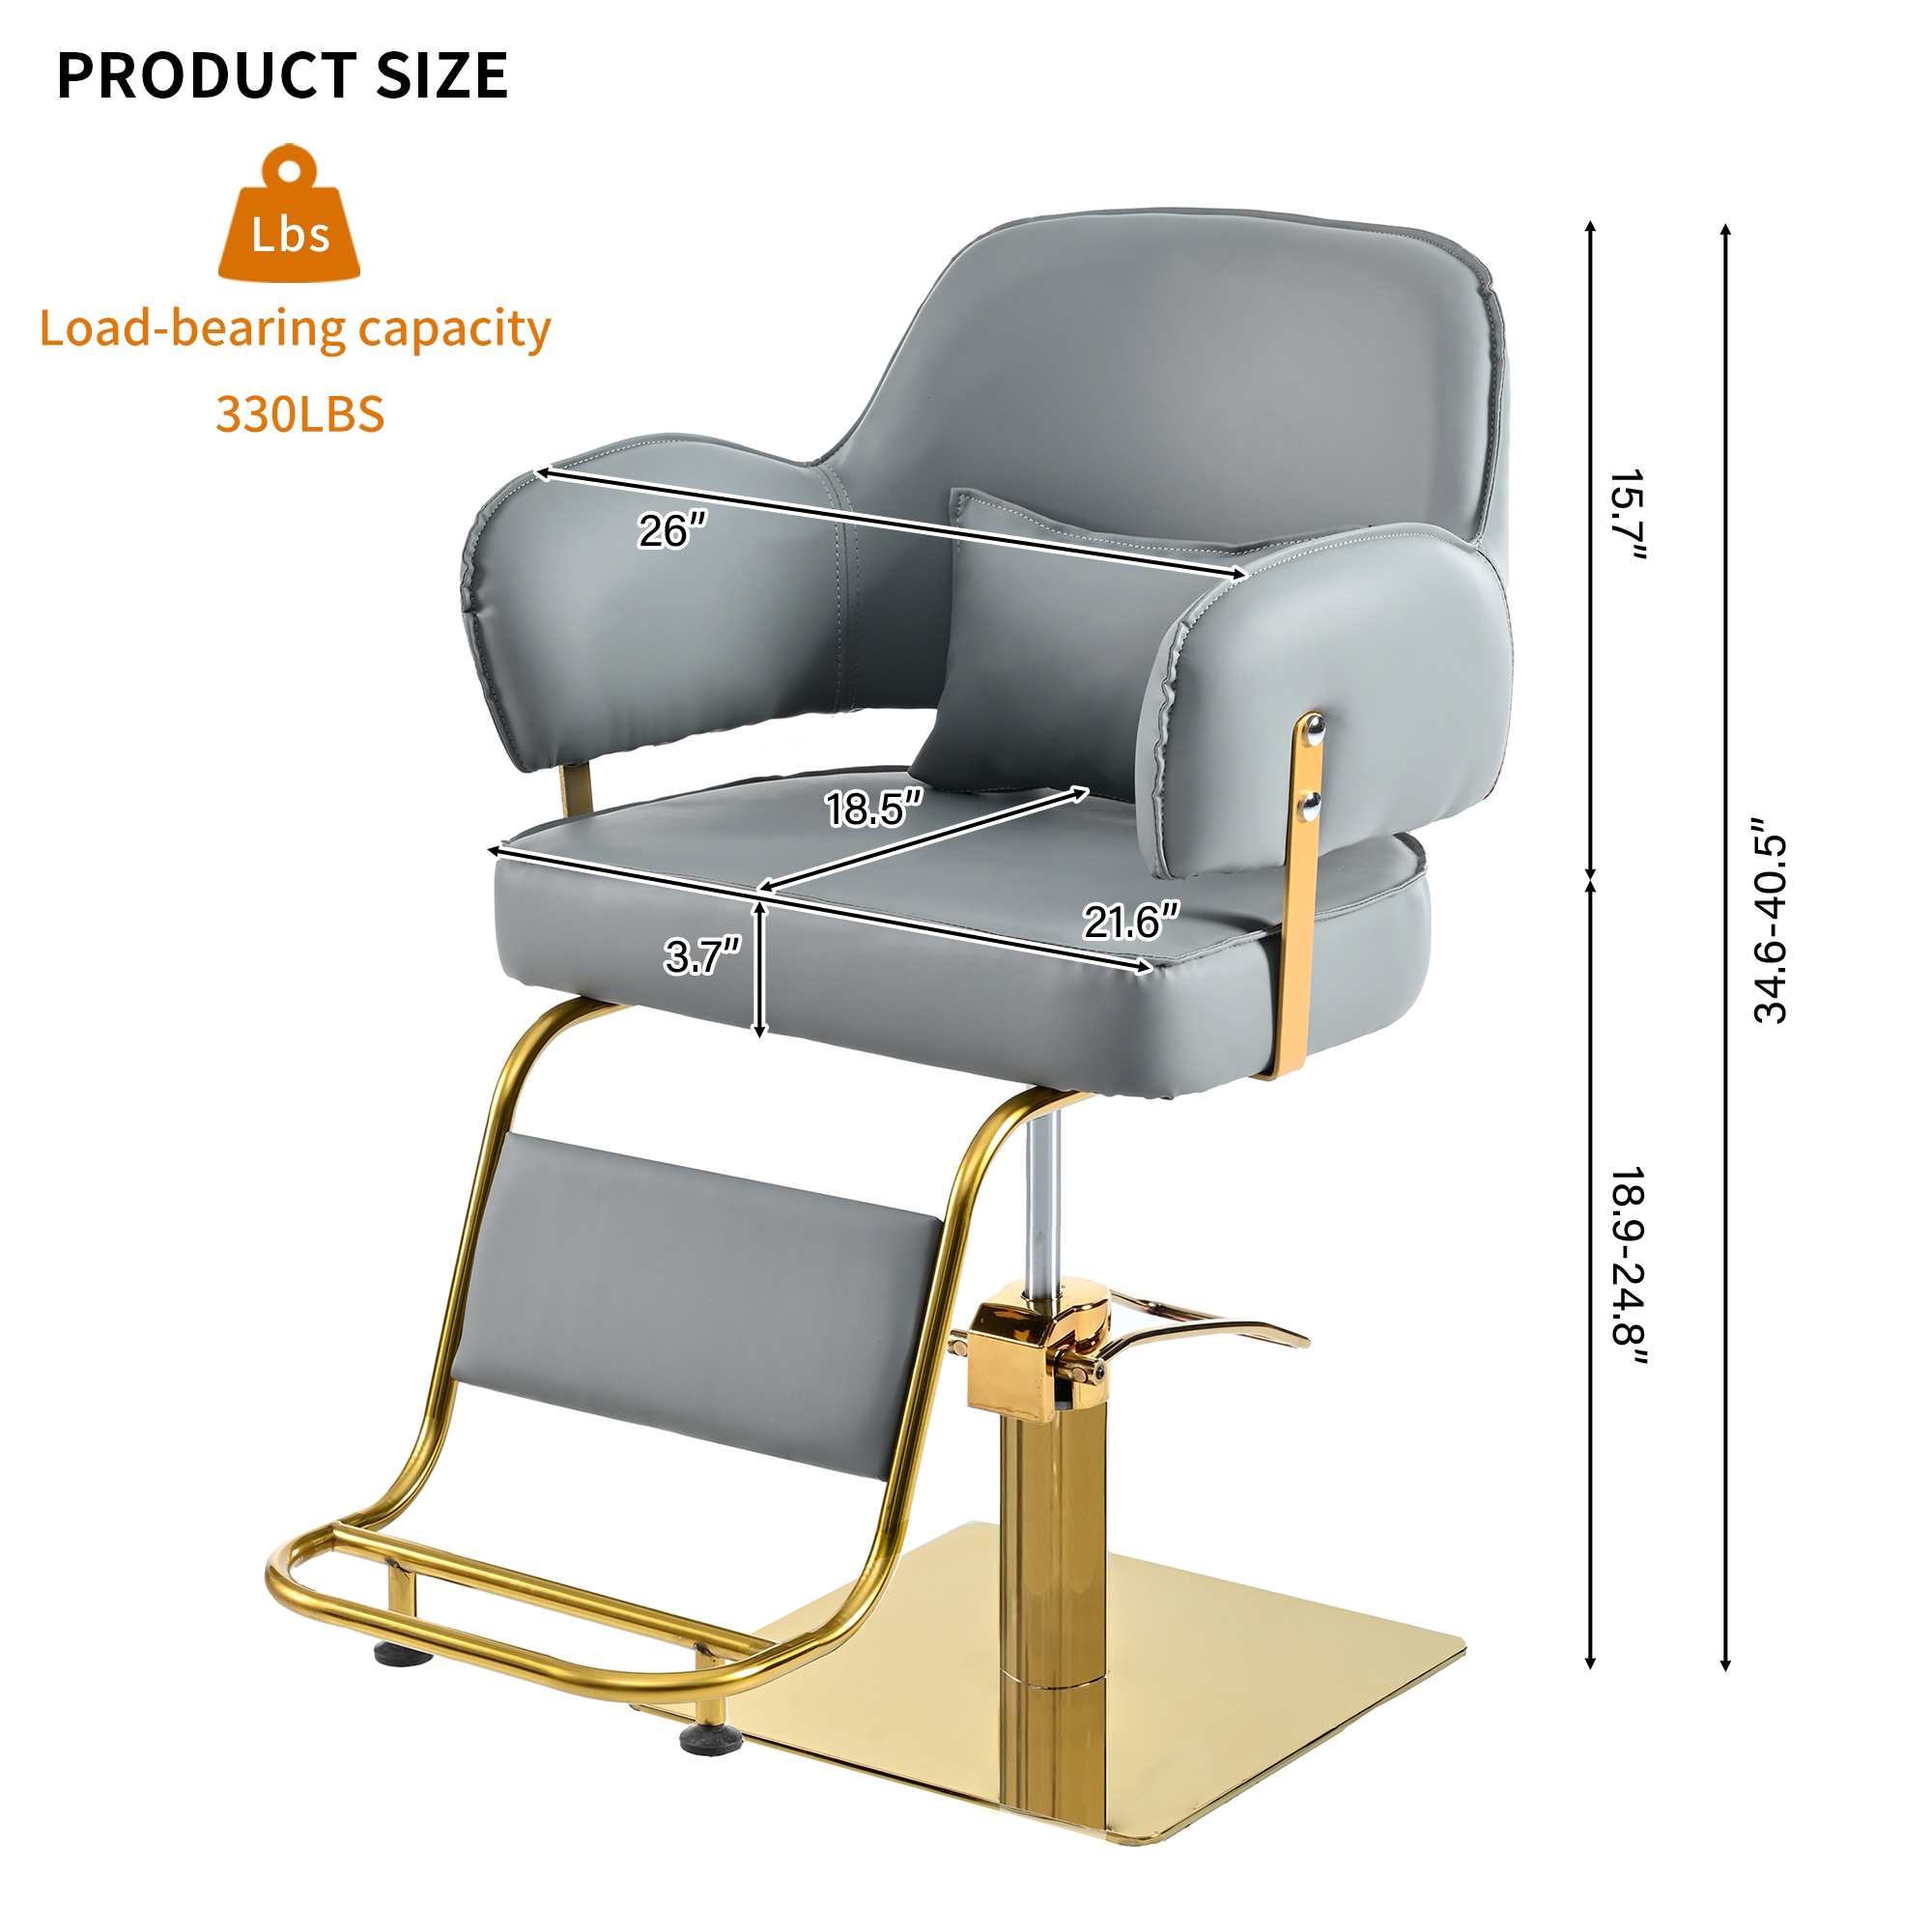 PRODUCT SIZE
Lbs
Load-bearing capacity
330LBS
26″
15.7″
18.5″
21.6″
3.7″
34.6-40.5″
18.9-24.8″